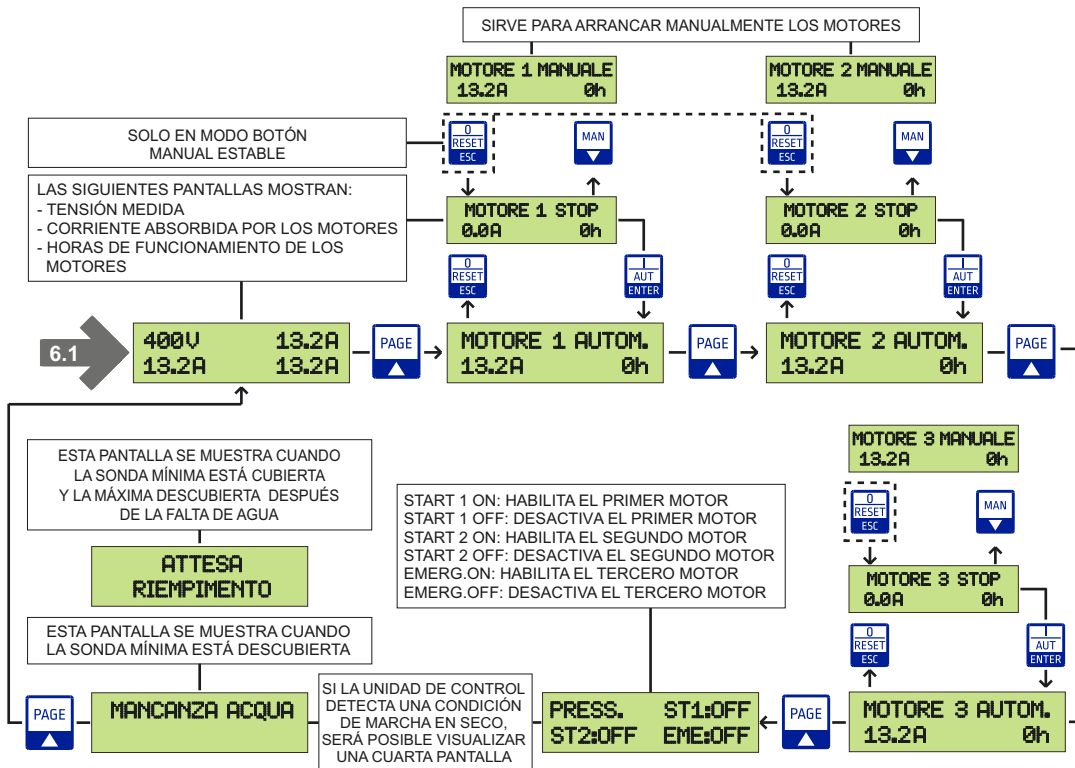 SIRVE PARA ARRANCAR MANUALMENTE LOS MOTORES
MOTORE 1 MANUALE
13.2A 0h
MOTORE 2 MANUALE
13.2A 0h
SOLO EN MODO BOTÓN
MANUAL ESTABLE
0
RESET
ESC
MAN
0
RESET
ESC
MAN
LAS SIGUIENTES PANTALLAS MOSTRAN:
- TENSIÓN MEDIDA
- CORRIENTE ABSORBIDA POR LOS MOTORES
- HORAS DE FUNCIONAMIENTO DE LOS
MOTORES
MOTORE 1 STOP
0.0A 0h
MOTORE 2 STOP
0.0A 0h
0
RESET
ESC
I
AUT
ENTER
0
RESET
ESC
I
AUT
ENTER
6.1
400V 13.2A
13.2A 13.2A
PAGE
MOTORE 1 AUTOM.
13.2A 0h
PAGE
MOTORE 2 AUTOM.
13.2A 0h
PAGE
ESTA PANTALLA SE MUESTRA CUANDO
LA SONDA MÍNIMA ESTÁ CUBIERTA
Y LA MÁXIMA DESCUBIERTA DESPUÉS
DE LA FALTA DE AGUA
ATTESA
RIEMPIMENTO
START 1 ON: HABILITA EL PRIMER MOTOR
START 1 OFF: DESACTIVA EL PRIMER MOTOR
START 2 ON: HABILITA EL SEGUNDO MOTOR
START 2 OFF: DESACTIVA EL SEGUNDO MOTOR
EMERG.ON: HABILITA EL TERCERO MOTOR
EMERG.OFF: DESACTIVA EL TERCERO MOTOR
MOTORE 3 MANUALE
13.2A 0h
0
RESET
ESC
MAN
MOTORE 3 STOP
0.0A 0h
0
RESET
ESC
I
AUT
ENTER
ESTA PANTALLA SE MUESTRA CUANDO
LA SONDA MÍNIMA ESTÁ DESCUBIERTA
PAGE
MANCANZA ACQUA
SI LA UNIDAD DE CONTROL
DETECTA UNA CONDICIÓN
DE MARCHA EN SECO,
SERÁ POSIBLE VISUALIZAR
UNA CUARTA PANTALLA
PRESS. ST1:OFF
ST2:OFF EME:OFF
PAGE
MOTORE 3 AUTOM.
13.2A 0h